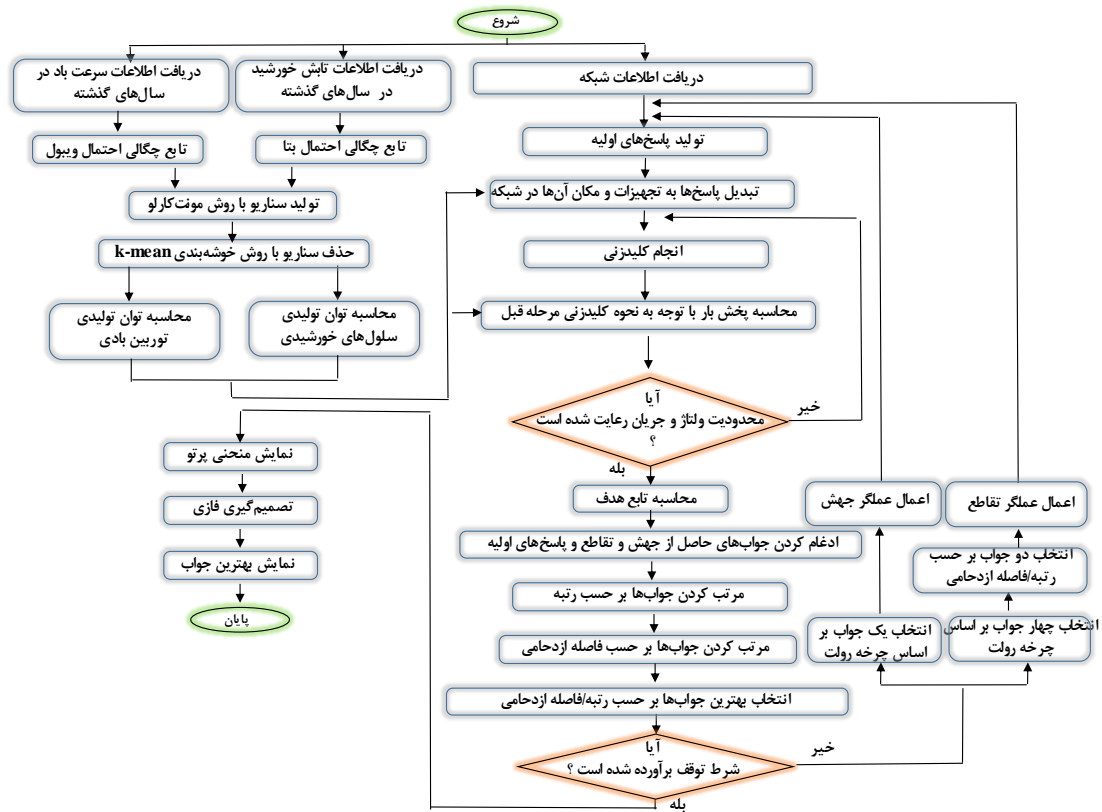 شروع
دریافت اطلاعات شبکه
دریافت اطلاعات تابش خورشید
در سال‌های گذشته
دریافت اطلاعات سرعت باد در
سال‌های گذشته
تولید پاسخ‌های اولیه
تابع چگالی احتمال بتا
تابع چگالی احتمال ویبول
تبدیل پاسخ‌ها به تجهیزات و مکان آن‌ها در شبکه
تولید سناریو با روش مونت‌کارلو
انجام کلیدزنی
حذف سناریو با روش خوشه‌بندی k-mean
محاسبه پخش بار با توجه به نحوه کلیدزنی مرحله قبل
محاسبه توان تولیدی
سلول‌های خورشیدی
محاسبه توان تولیدی
توربین بادی
آیا
محدودیت ولتاژ و جریان رعایت شده است
؟
خیر
بله
نمایش منحنی پرتو
تصمیم‌گیری فازی
نمایش بهترین جواب
پایان
محاسبه تابع هدف
ادغام کردن جواب‌های حاصل از جهش و تقاطع و پاسخ‌های اولیه
مرتب کردن جواب‌ها بر حسب رتبه
مرتب کردن جواب‌ها بر حسب فاصله ازدحامی
انتخاب بهترین جواب‌ها بر حسب رتبه/فاصله ازدحامی
آیا
شرط توقف برآورده شده است ؟
خیر
بله
اعمال عملگر تقاطع
اعمال عملگر جهش
انتخاب دو جواب بر حسب
رتبه/فاصله ازدحامی
انتخاب چهار جواب بر اساس
چرخه رولت
انتخاب یک جواب بر
اساس چرخه رولت